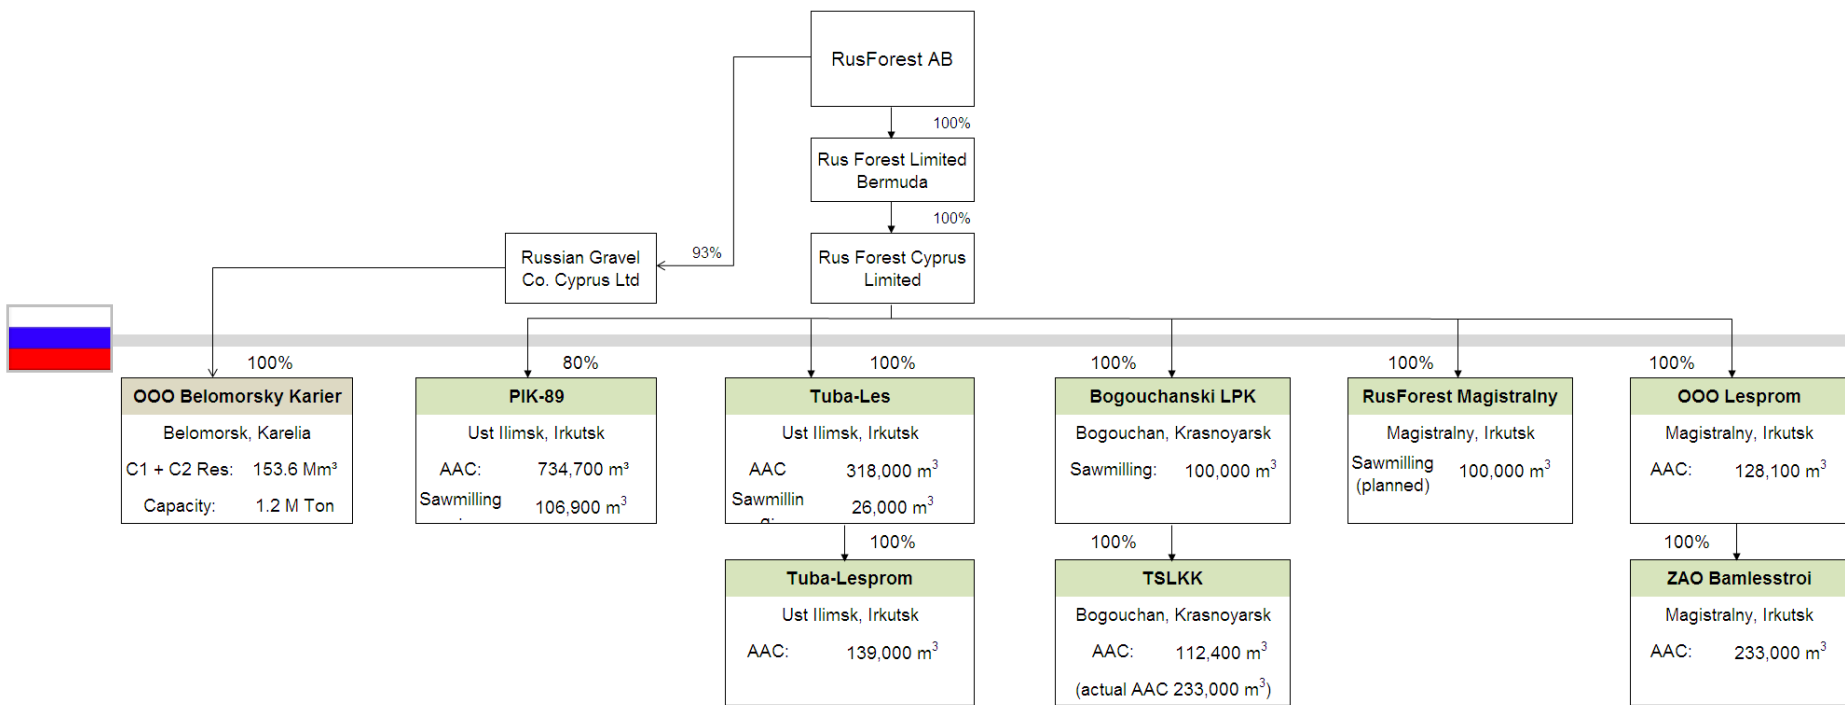 RusForest AB
100%
Rus Forest Limited
Bermuda
100%
Russian Gravel
Co. Cyprus Ltd
93%
Rus Forest Cyprus
Limited
100%
OOO Belomorsky Karier
Belomorsk, Karelia
C1 + C2 Res: 153.6 Mm³
Capacity: 1.2 M Ton
80%
PIK-89
Ust Ilimsk, Irkutsk
AAC: 734,700 m³
Sawmilling 106,900 m³
100%
Tuba-Les
Ust Ilimsk, Irkutsk
AAC 318,000 m³
Sawmillin 26,000 m³
100%
Tuba-Lesprom
Ust Ilimsk, Irkutsk
AAC: 139,000 m³
100%
Bogouchanski LPK
Bogouchan, Krasnoyarsk
Sawmilling: 100,000 m³
100%
TSLKK
Bogouchan, Krasnoyarsk
AAC: 112,400 m³
(actual AAC 233,000 m³)
100%
RusForest Magistralny
Magistralny, Irkutsk
Sawmilling 100,000 m³
(planned)
100%
OOO Lesprom
Magistralny, Irkutsk
AAC: 128,100 m³
100%
ZAO Bamlesstroi
Magistralny, Irkutsk
AAC: 233,000 m³